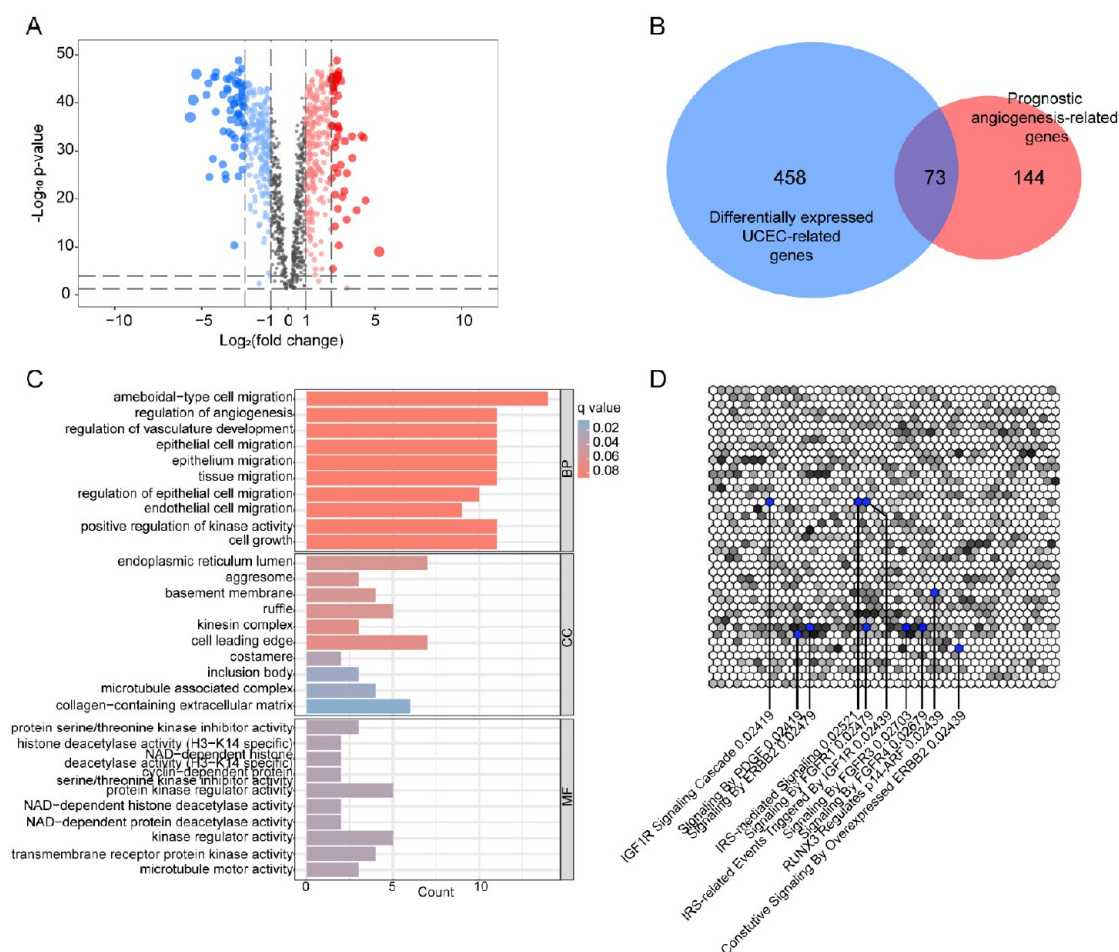 A
50
40
30
20
10
0
-Log₁₀ p-value
−10
−5
−1
0
1
5
10
Log₂(fold change)
B
Prognostic
angiogenesis-related
genes
458
73
144
Differentially expressed
UCEC-related
genes
C
ameboidal-type cell migration
regulation of angiogenesis
regulation of vasculature development
epithelial cell migration
epithelium migration
tissue migration
regulation of epithelial cell migration
endothelial cell migration
positive regulation of kinase activity
cell growth
BP
endoplasmic reticulum lumen
aggresome
basement membrane
ruffle
kinesin complex
cell leading edge
costamere
inclusion body
microtubule associated complex
collagen-containing extracellular matrix
CC
protein serine/threonine kinase inhibitor activity
histone deacetylase activity (H3-K14 specific)
NAD-dependent histone
deacetylase activity (H3-K14 specific)
cyclin-dependent protein
serine/threonine kinase inhibitor activity
protein kinase regulator activity
NAD-dependent histone deacetylase activity
NAD-dependent protein deacetylase activity
kinase regulator activity
transmembrane receptor protein kinase activity
microtubule motor activity
MF
0
5
10
Count
q value
0.02
0.04
0.06
0.08
D
IGF1R Signaling Cascade 0.02419
Signaling By PDGF 0.02419
Signaling By ERBB2 0.02479
IRS-mediated Signaling 0.02521
Signaling By FGFR1 0.02479
IRS-related Events Triggered By IGF1R 0.02439
Signaling By FGFR3 0.02703
Signaling By FGFR4 0.02679
RUNX3 Regulates p14-ARF 0.02439
Constutive Signaling By Overexpressed ERBB2 0.02439